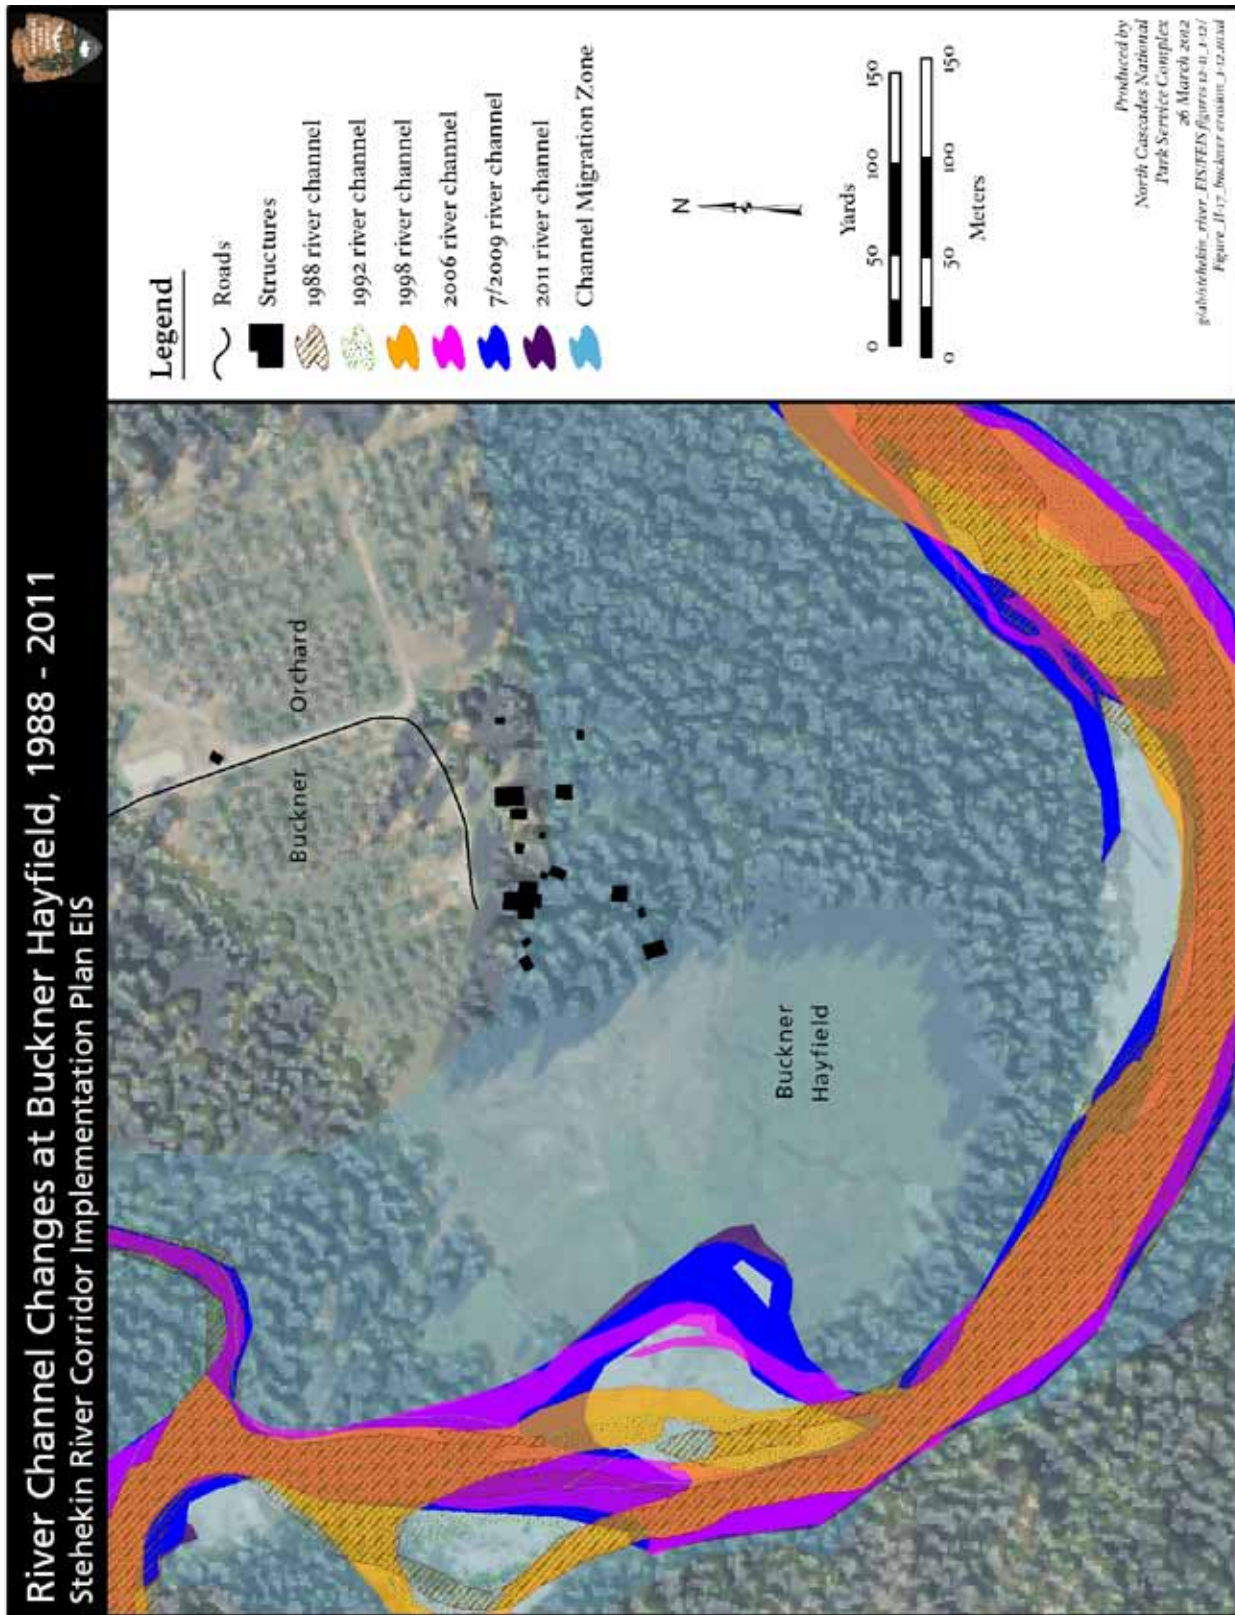 River Channel Changes at Buckner Hayfield, 1988 - 2011
Stehekin River Corridor Implementation Plan EIS
Buckner Orchard
Buckner
Hayfield
Legend
Roads
Structures
1988 river channel
1992 river channel
1998 river channel
2006 river channel
7/2009 river channel
2011 river channel
Channel Migration Zone
N
Yards
0 50 100 150
0 50 100 150
Meters
Produced by
North Cascades National
Park Service Complex
26 March 2012